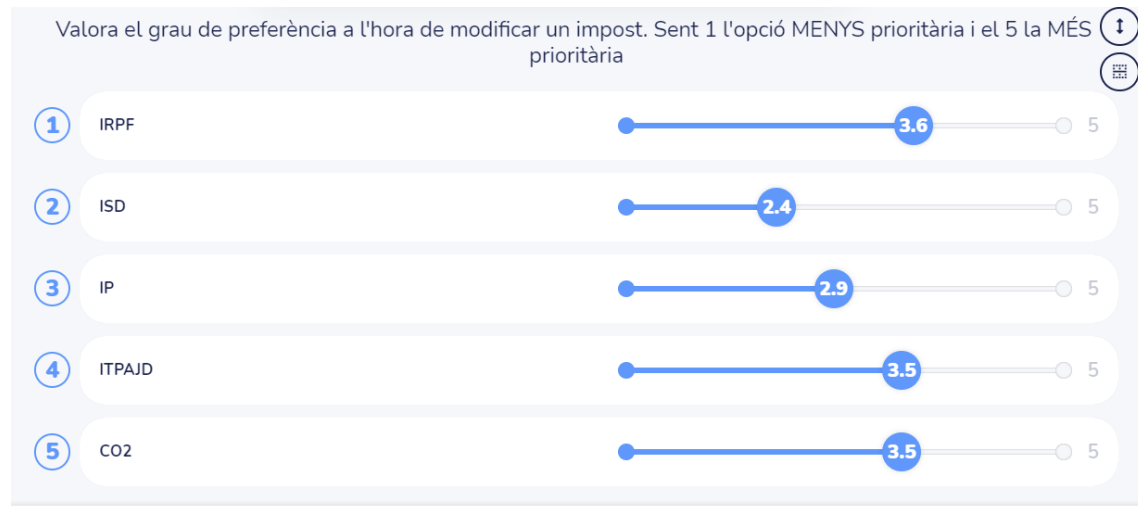 Valora el grau de preferència a l'hora de modificar un impost. Sent 1 l'opció MENYS prioritària i el 5 la MÉS
prioritària
1 IRPF 3.6 5
2 ISD 2.4 5
3 IP 2.9 5
4 ITPAJD 3.5 5
5 CO2 3.5 5